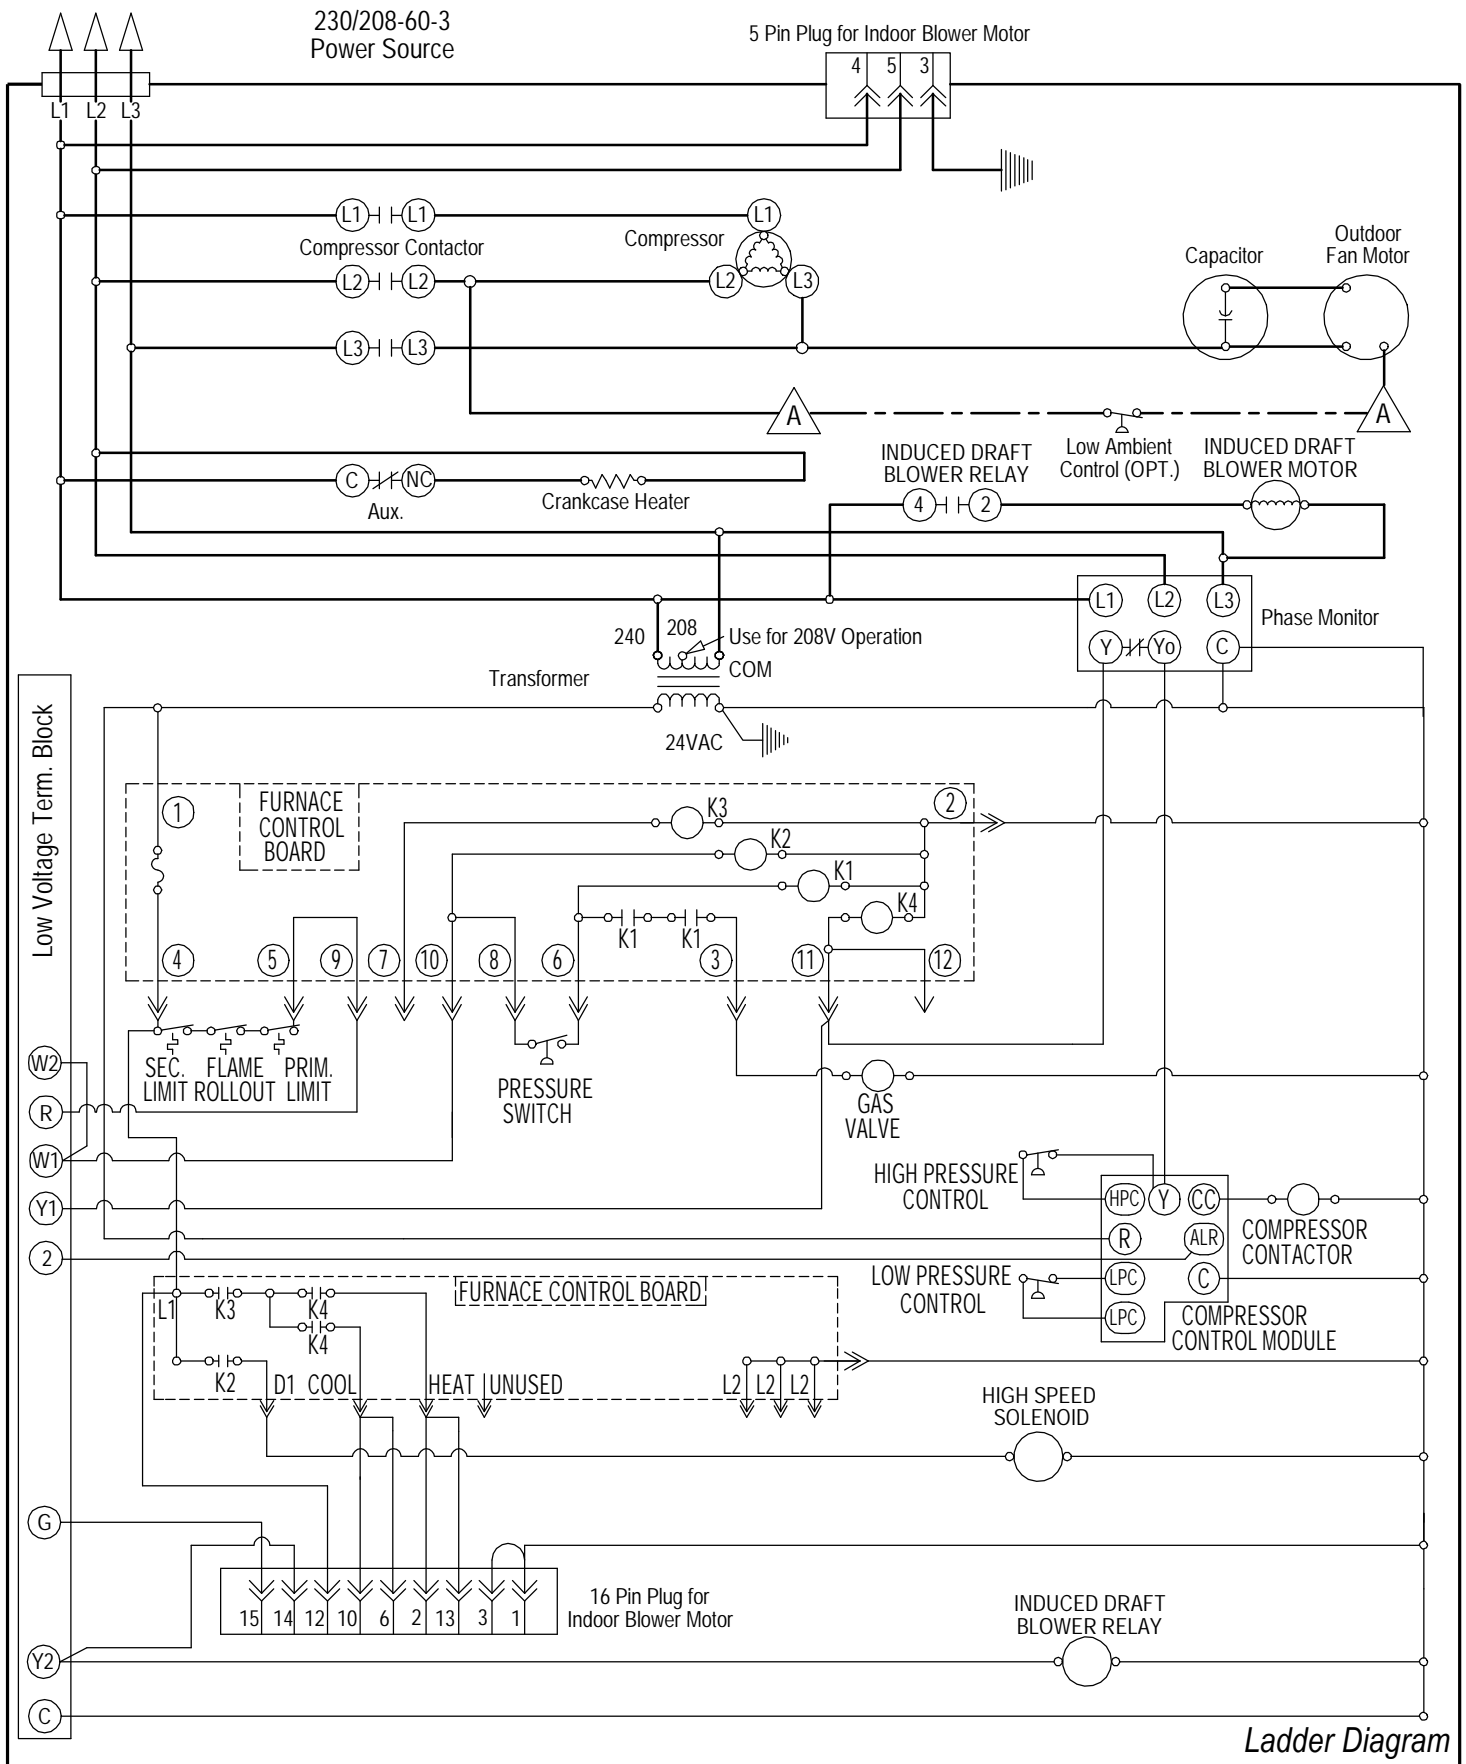 230/208-60-3
Power Source
5 Pin Plug for Indoor Blower Motor
4 5 3
L1 L2 L3
L1 L1 L1
Compressor Contactor
Compressor
L2 L2 L2 L3
Capacitor
Outdoor
Fan Motor
L3 L3
A A
Low Ambient
Control (OPT.)
INDUCED DRAFT
BLOWER RELAY
INDUCED DRAFT
BLOWER MOTOR
C NC
Aux.
Crankcase Heater
4 2
L1 L2 L3
Phase Monitor
Y Yo C
240 208
Use for 208V Operation
COM
Transformer
24VAC
Low Voltage Term. Block
FURNACE
CONTROL
BOARD
1
K3
2
K2
K1
K4
K1 K1
4 5 9 7 10 8 6 3 11 12
SEC.
LIMIT
FLAME
ROLLOUT
PRIM.
LIMIT
PRESSURE
SWITCH
GAS
VALVE
W2
R
W1
Y1
2
HIGH PRESSURE
CONTROL
HPC Y CC
R ALR
COMPRESSOR
CONTACTOR
LOW PRESSURE
CONTROL
LPC C
LPC
COMPRESSOR
CONTROL MODULE
FURNACE CONTROL BOARD
L1 K3 K4
K4
K2 D1 COOL HEAT UNUSED L2 L2 L2
HIGH SPEED
SOLENOID
G
15 14 12 10 6 2 13 3 1
16 Pin Plug for
Indoor Blower Motor
INDUCED DRAFT
BLOWER RELAY
Y2
C
Ladder Diagram